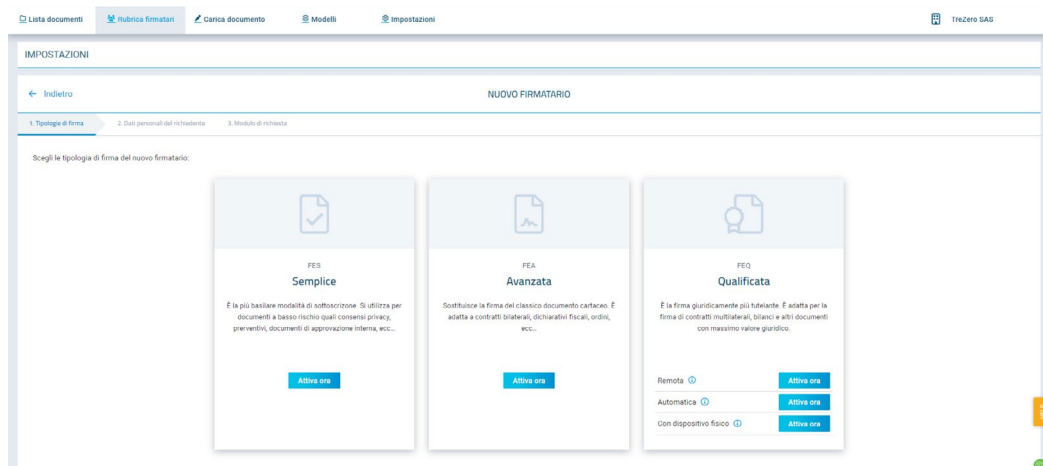 Lista documenti
Rubrica firmatari
Carica documento
Modelli
Impostazioni
TreZero SAS
IMPOSTAZIONI
← Indietro
NUOVO FIRMATARIO
1. Tipologie di firma
2. Dati personali del richiedente
3. Modulo di richiesta
Scegli le tipologia di firma del nuovo firmatario:
FES
Semplice
È la più basilare modalità di sottoscrizone. Si utilizza per
documenti a basso rischio quali consensi privacy,
preventivi, documenti di approvazione interna, ecc...
Attiva ora
FEA
Avanzata
Sostituisce la firma del classico documento cartaceo. È
adatta a contratti bilaterali, dichiarativi fiscali, ordini,
ecc...
Attiva ora
FEQ
Qualificata
È la firma giuridicamente più tutelante. È adatta per la
firma di contratti multilaterali, bilanci e altri documenti
con massimo valore giuridico.
Remota
Attiva ora
Automatica
Attiva ora
Con dispositivo fisico
Attiva ora